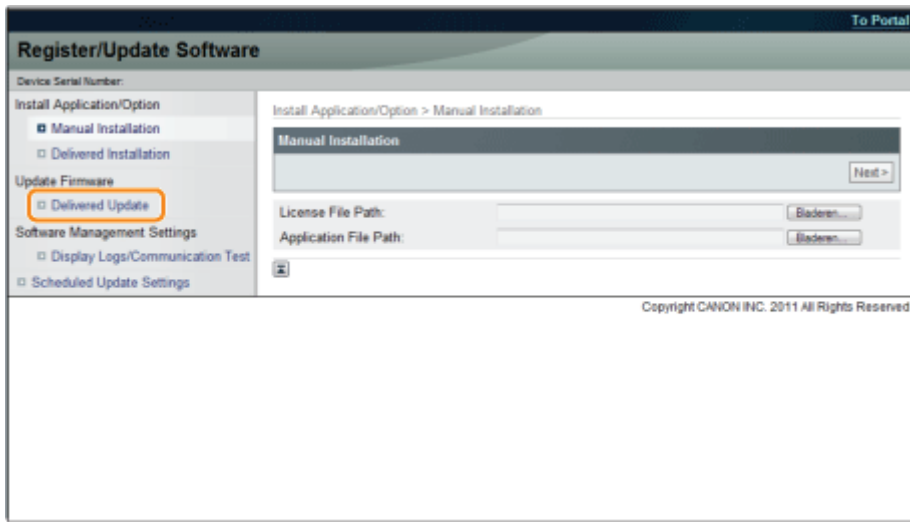 To Portal
Register/Update Software
Device Serial Number:
Install Application/Option
Manual Installation
Delivered Installation
Update Firmware
Delivered Update
Software Management Settings
Display Logs/Communication Test
Scheduled Update Settings
Install Application/Option > Manual Installation
Manual Installation
Next >
License File Path: Bladeren...
Application File Path: Bladeren...
Copyright CANON INC. 2011 All Rights Reserved